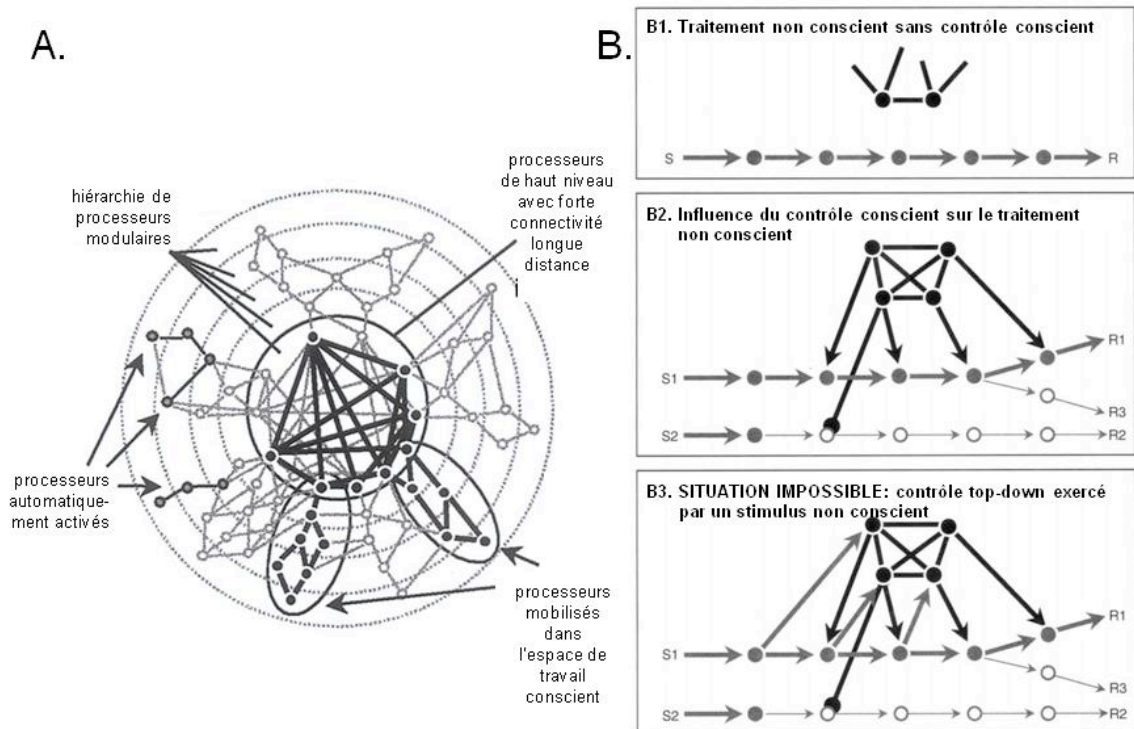 A.
hiérarchie de
processeurs
modulaires
processeurs
de haut niveau
avec forte
connectivité
longue
distance
processeurs
automatique-
ment activés
processeurs
mobilisés
dans
l'espace de
travail
conscient
B.
B1. Traitement non conscient sans contrôle conscient
S
R
B2. Influence du contrôle conscient sur le traitement
non conscient
R1
S1
R3
S2
R2
B3. SITUATION IMPOSSIBLE: contrôle top-down exercé
par un stimulus non conscient
R1
S1
R3
S2
R2